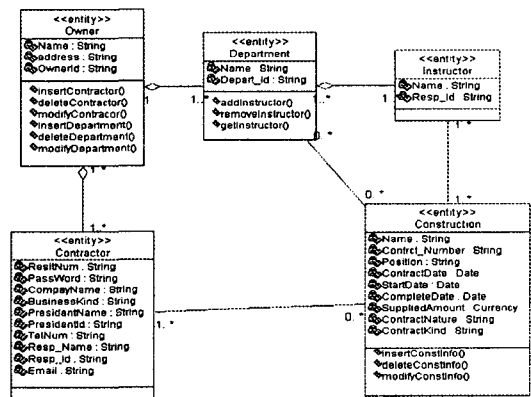 <<entity>>
Owner
Name : String
address : String
OwnerId : String
insertContractor()
deleteContractor()
modifyContracor()
insertDepartment()
deleteDepartment()
modifyDepartment()
1
1..*
<<entity>>
Department
Name String
Depart_id : String
addInstructor()
removeInstructor()
getInstructor()
1..*
1
0..*
<<entity>>
Instructor
Name : String
Resp_Id String
1..*
1..*
<<entity>>
Contractor
ResitNum : String
PassWord : String
CompayName : String
BusinessKind : String
PresidentName : String
PresidentId : String
TelNum : String
Resp_Name : String
Resp_Id : String
Email : String
1..*
0..*
0..*
1..*
<<entity>>
Construction
Name : String
Contrct_Number String
Position : String
ContractDate Date
StartDate : Date
CompleteDate : Date
SuppliedAmount Currency
ContractNature : String
ContractKind String
insertConstInfo()
deleteConstInfo()
modifyConstInfo()